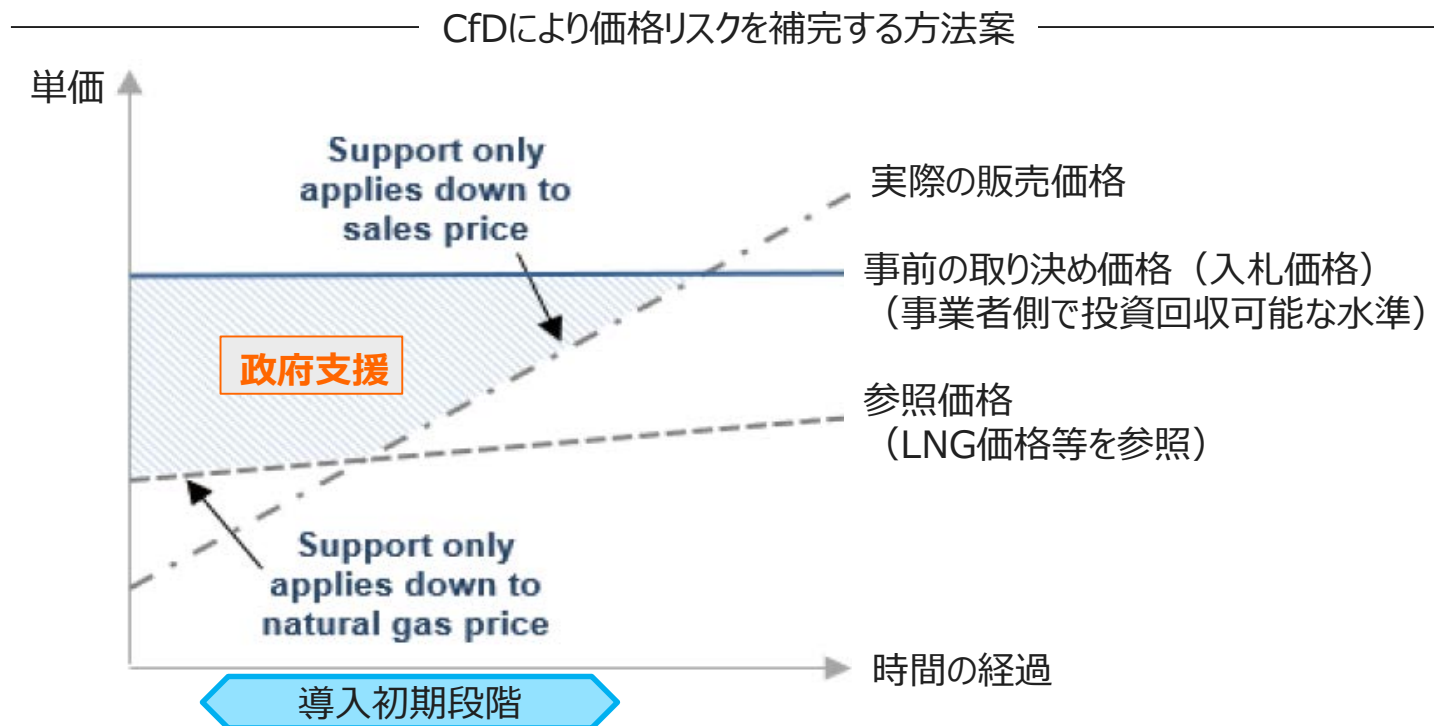 CfDにより価格リスクを補完する方法案
単価
Support only
applies down to
sales price
実際の販売価格
事前の取り決め価格（入札価格）
（事業者側で投資回収可能な水準）
政府支援
参照価格
（LNG価格等を参照）
Support only
applies down to
natural gas price
時間の経過
導入初期段階